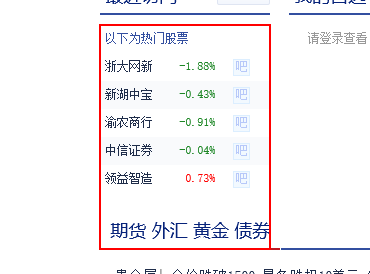 以下为热门股票
请登录查看
浙大网新 -1.88% 吧
新湖中宝 -0.43% 吧
渝农商行 -0.91% 吧
中信证券 -0.04% 吧
领益智造 0.73% 吧
期货 外汇 黄金 债券